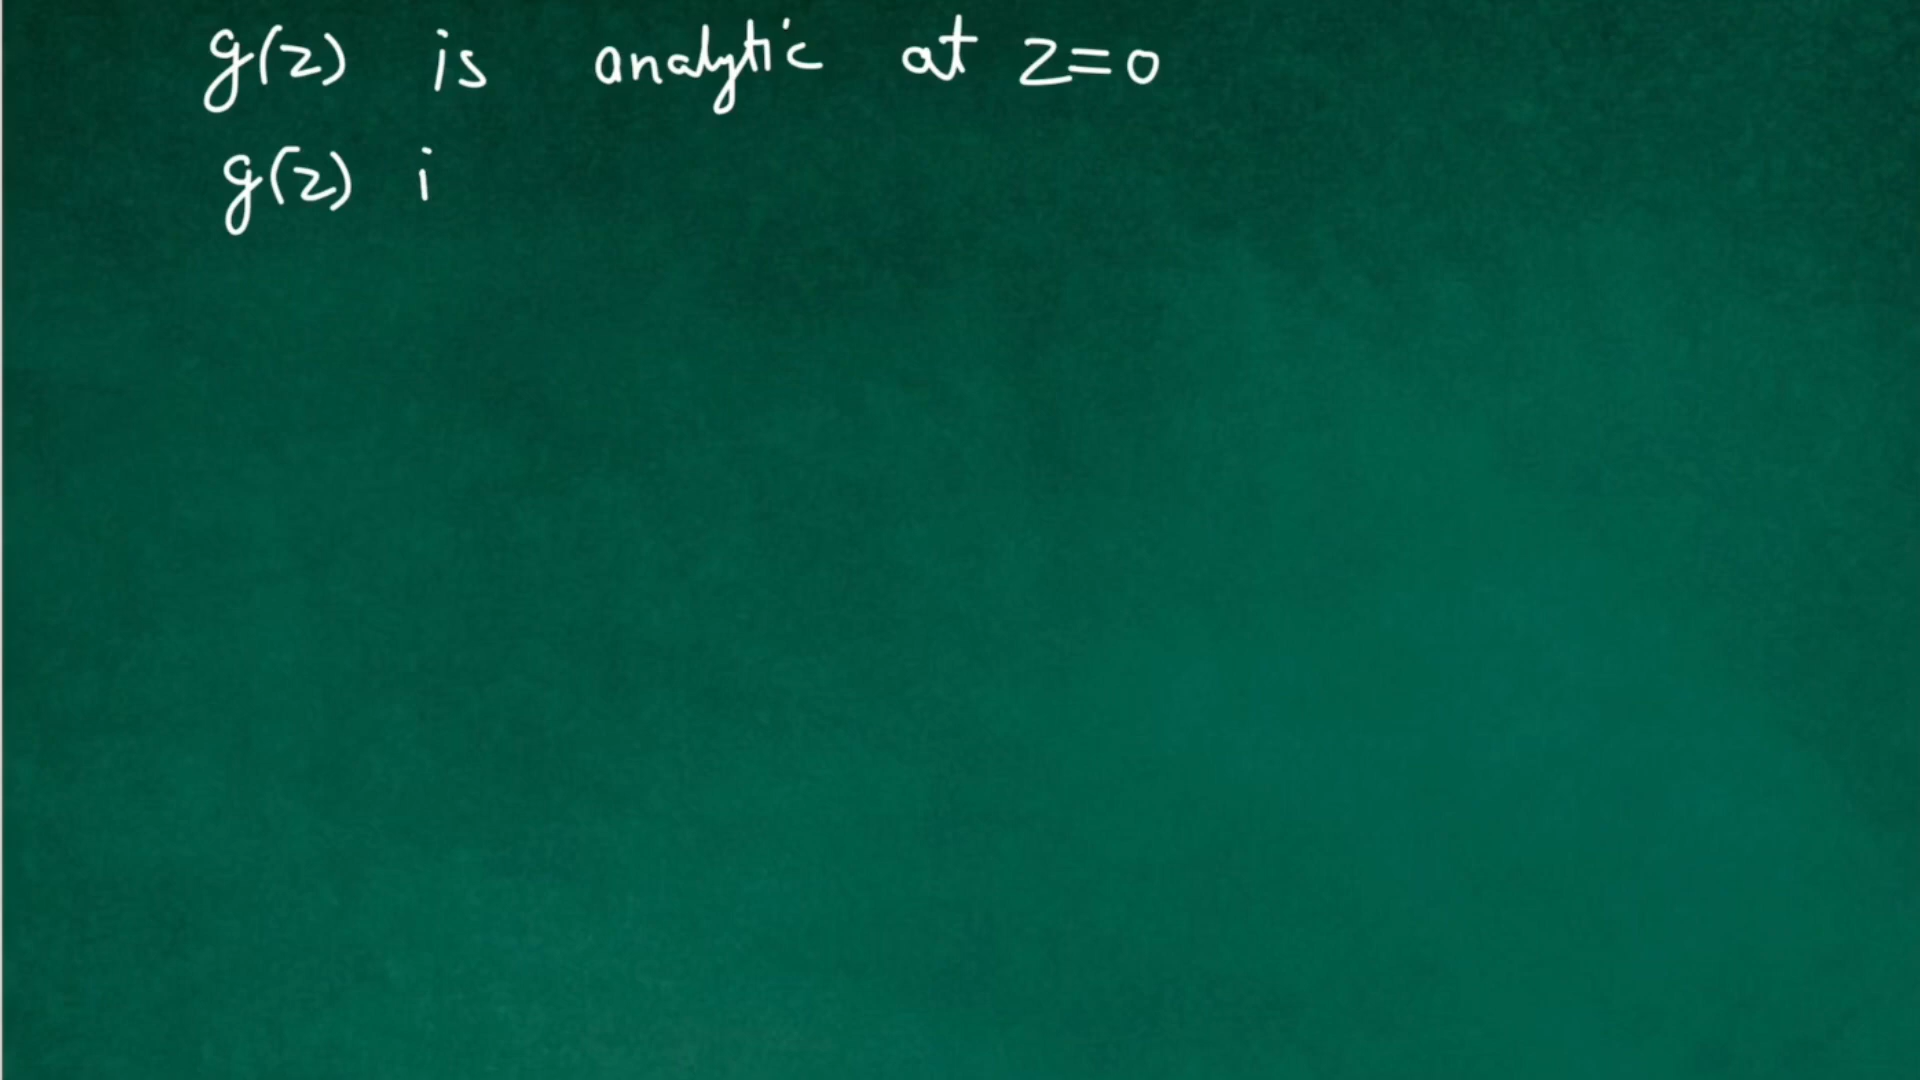 g(z) is analytic at z=0
g(z) i